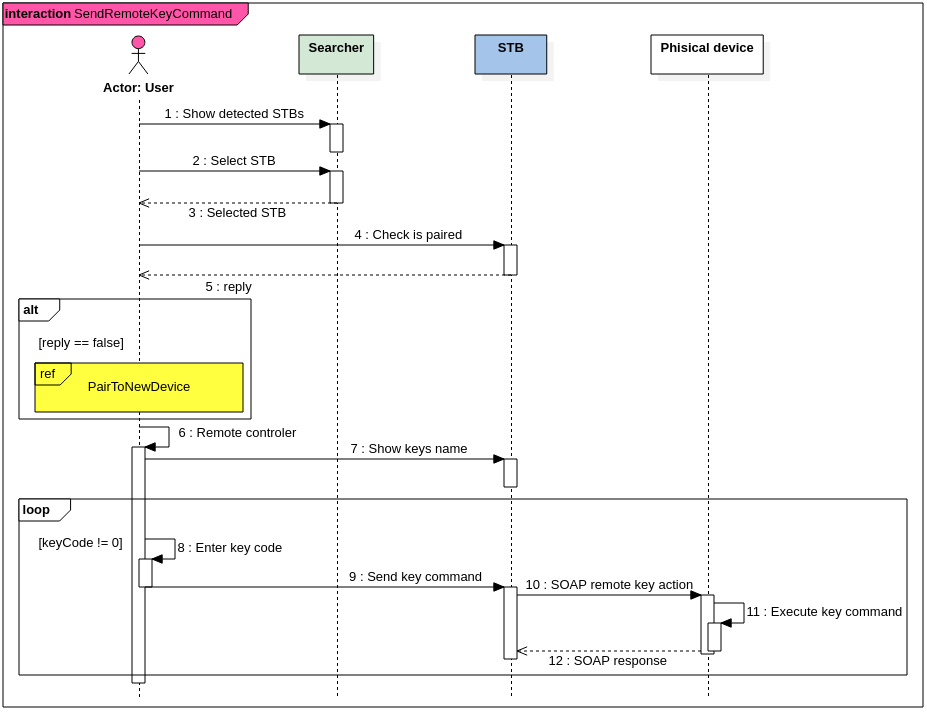 interaction SendRemoteKeyCommand
Searcher
STB
Phisical device
Actor: User
1 : Show detected STBs
2 : Select STB
3 : Selected STB
4 : Check is paired
5 : reply
alt
[reply == false]
ref
PairToNewDevice
6 : Remote controler
7 : Show keys name
loop
[keyCode != 0]
8 : Enter key code
9 : Send key command
10 : SOAP remote key action
11 : Execute key command
12 : SOAP response